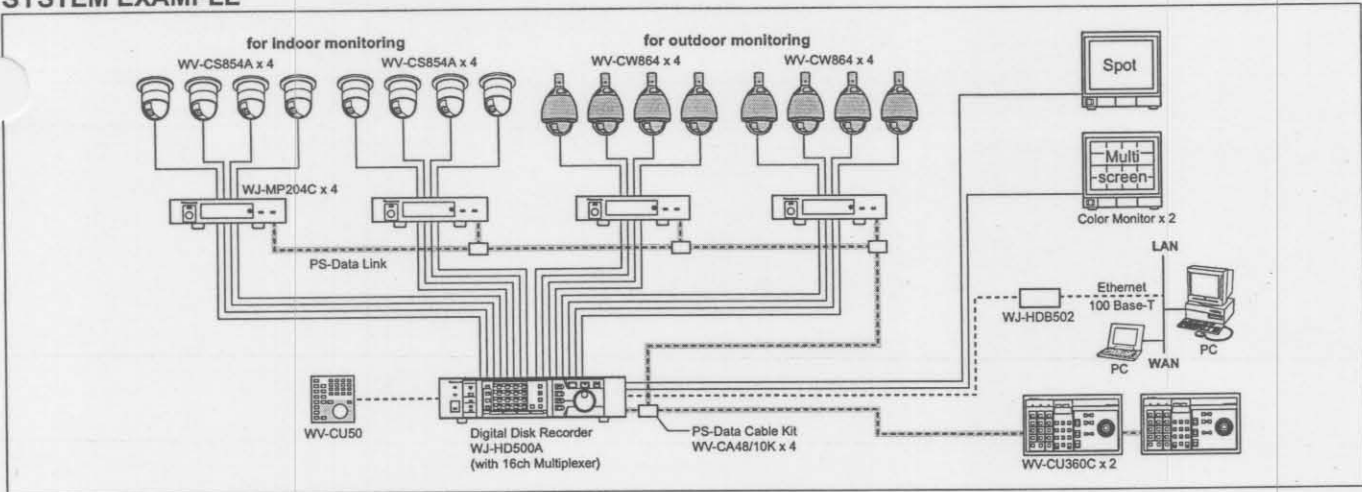 SYSTEM EXAMPLE
for Indoor monitoring
for outdoor monitoring
WV-CS854A x 4
WV-CS854A x 4
WV-CW864 x 4
WV-CW864 x 4
Spot
WJ-MP204C x 4
Multi
-screen-
Color Monitor x 2
PS-Data Link
LAN
Ethernet
100 Base-T
WJ-HDB502
PC
PC
WAN
WV-CU50
Digital Disk Recorder
WJ-HD500A
(with 16ch Multiplexer)
PS-Data Cable Kit
WV-CA48/10K x 4
WV-CU360C x 2